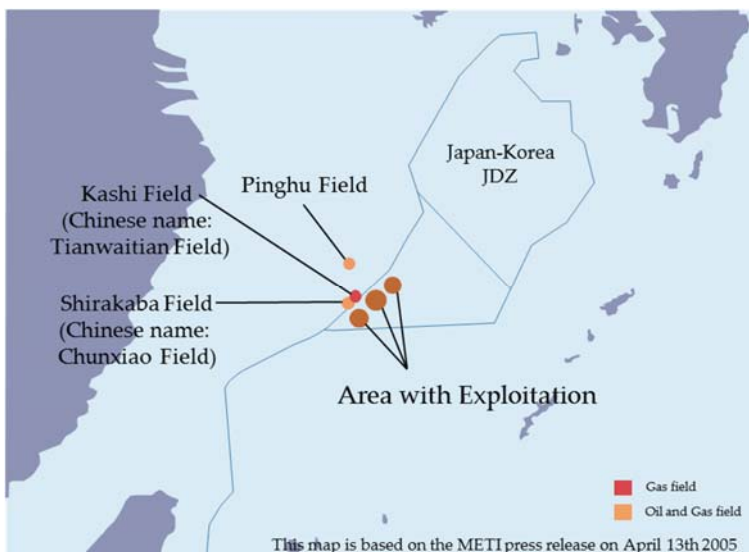 Japan-Korea
JDZ
Pinghu Field
Kashi Field
(Chinese name:
Tianwaitian Field)
Shirakaba Field
(Chinese name:
Chunxiao Field)
Area with Exploitation
Gas field
Oil and Gas field
This map is based on the METI press release on April 13th 2005